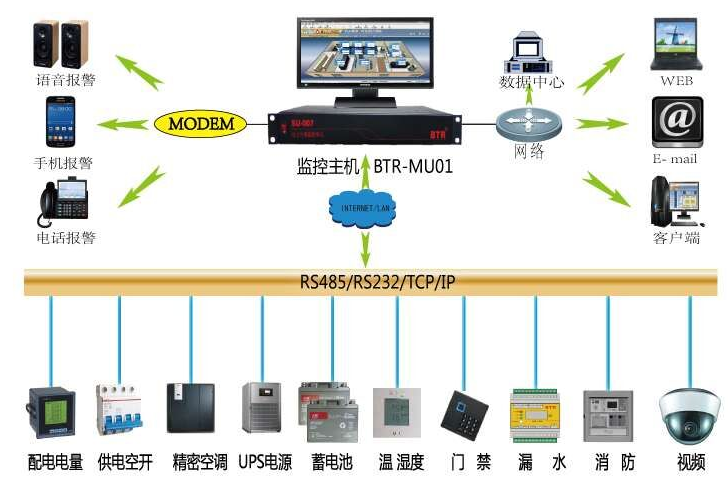 语音报警
手机报警
电话报警
MODEM
BTR
监控主机 BTR-MU01
INTERNET/LAN
数据中心
网络
WEB
@
E- mail
客户端
RS485/RS232/TCP/IP
配电电量
供电空开
精密空调
UPS电源
蓄电池
温湿度
门 禁
漏 水
消 防
视频